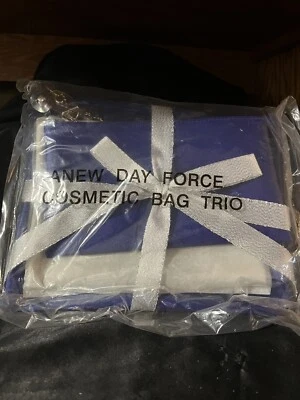 ANEW DAY FORCE
COSMETIC BAG TRIO